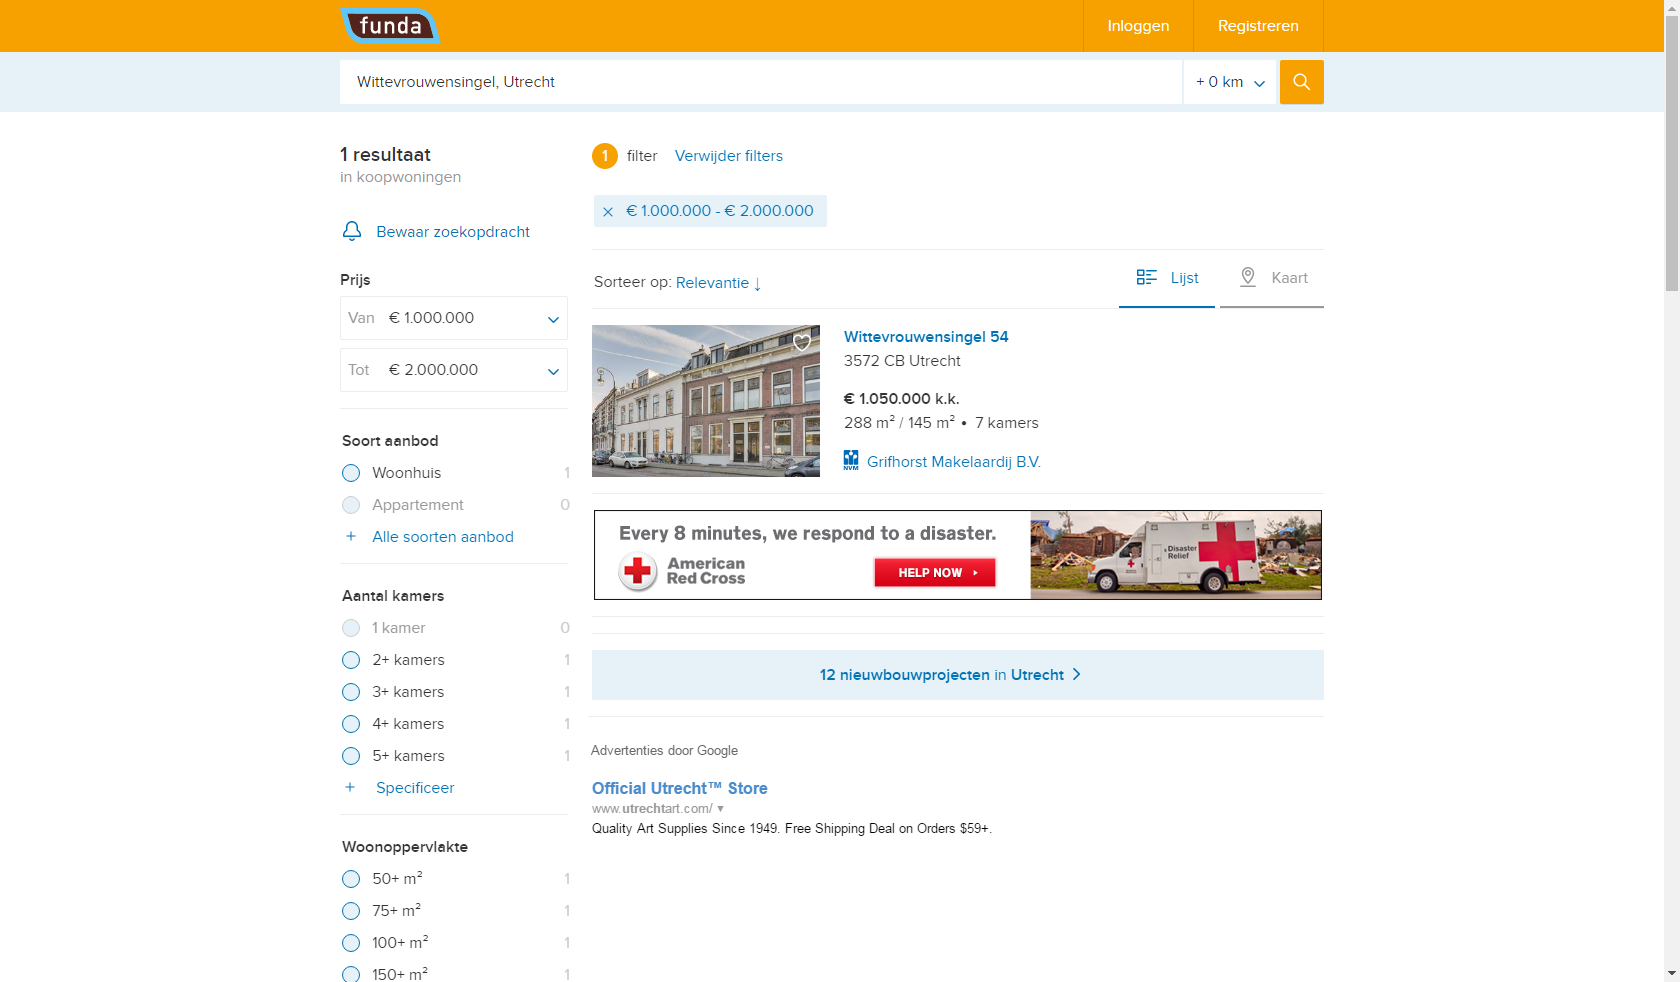 funda
Inloggen
Registreren
Wittevrouwensingel, Utrecht
+ 0 km
1 resultaat
in koopwoningen
Bewaar zoekopdracht
Prijs
Van € 1.000.000
Tot € 2.000.000
Soort aanbod
Woonhuis 1
Appartement 0
+ Alle soorten aanbod
Aantal kamers
1 kamer 0
2+ kamers 1
3+ kamers 1
4+ kamers 1
5+ kamers 1
+ Specificeer
Woonoppervlakte
50+ m² 1
75+ m² 1
100+ m² 1
150+ m² 1
1 filter Verwijder filters
× € 1.000.000 - € 2.000.000
Sorteer op: Relevantie ↓
Lijst
Kaart
Wittevrouwensingel 54
3572 CB Utrecht
€ 1.050.000 k.k.
288 m² / 145 m² • 7 kamers
NVM Grifhorst Makelaardij B.V.
Every 8 minutes, we respond to a disaster.
American
Red Cross
HELP NOW
Disaster
Relief
12 nieuwbouwprojecten in Utrecht >
Advertenties door Google
Official Utrecht™ Store
www.utrechtart.com/ ▼
Quality Art Supplies Since 1949. Free Shipping Deal on Orders $59+.